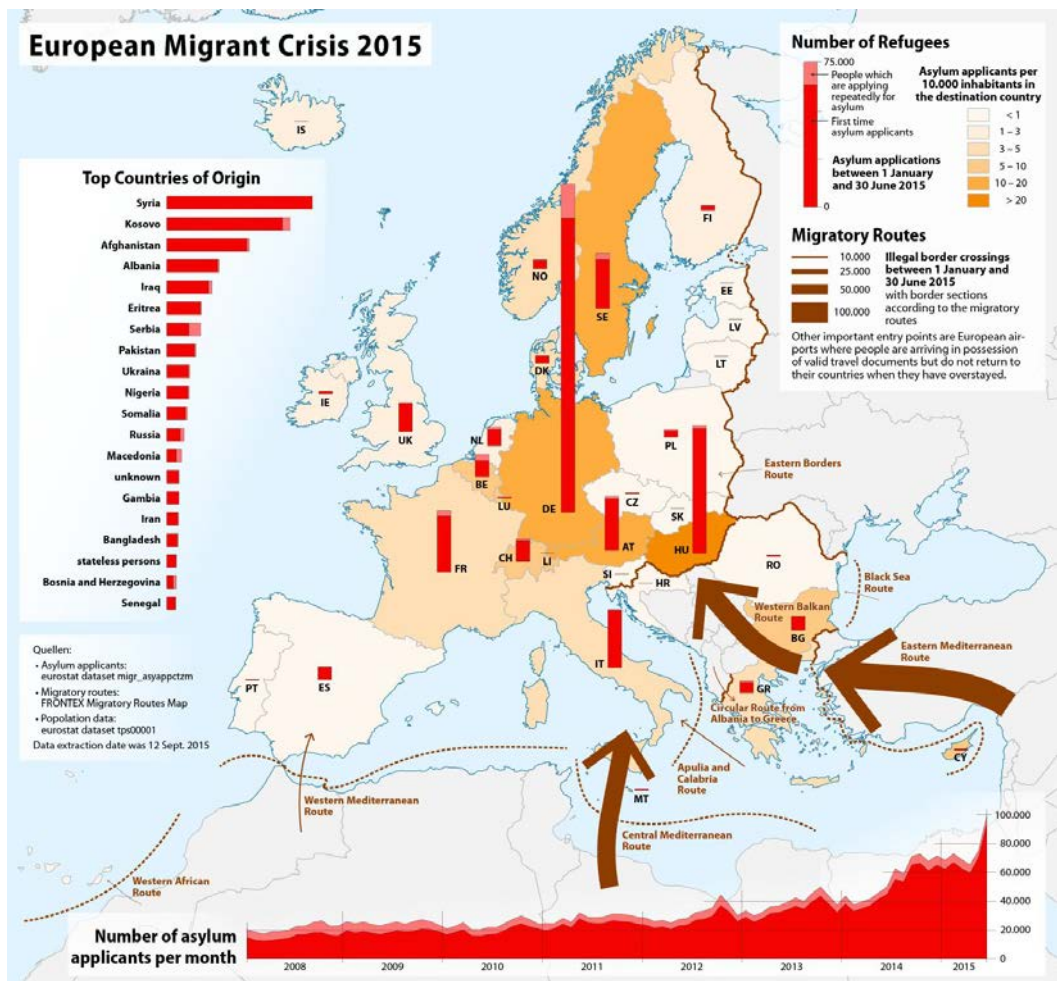 European Migrant Crisis 2015
Number of Refugees
75.000
People which
are applying
repeatedly for
asylum
First time
asylum applicants
Asylum applications
between 1 January
and 30 June 2015
0
Asylum applicants per
10.000 inhabitants in
the destination country
< 1
1 – 3
3 – 5
5 – 10
10 – 20
> 20
Migratory Routes
10.000
25.000
50.000
100.000
Illegal border crossings
between 1 January and
30 June 2015
with border sections
according to the migratory
routes
Other important entry points are European air-
ports where people are arriving in possession
of valid travel documents but do not return to
their countries when they have overstayed.
Top Countries of Origin
Syria
Kosovo
Afghanistan
Albania
Iraq
Eritrea
Serbia
Pakistan
Ukraina
Nigeria
Somalia
Russia
Macedonia
unknown
Gambia
Iran
Bangladesh
stateless persons
Bosnia and Herzegovina
Senegal
Quellen:
• Asylum applicants:
eurostat dataset migr_asyappctzm
• Migratory routes:
FRONTEX Migratory Routes Map
• Popolation data:
eurostat dataset tps00001
Data extraction date was 12 Sept. 2015
IS
FI
NO
SE
EE
LV
LT
DK
IE
UK
NL
PL
BE
LU
DE
CZ
SK
FR
CH
LI
AT
HU
SI
HR
RO
BG
IT
PT
ES
GR
MT
CY
Eastern Borders
Route
Black Sea
Route
Western Balkan
Route
Eastern Mediterranean
Route
Circular Route from
Albania to Greece
Apulia and
Calabria
Route
Central Mediterranean
Route
Western Mediterranean
Route
Western African
Route
Number of asylum
applicants per month
100.000
80.000
60.000
40.000
20.000
0
2008
2009
2010
2011
2012
2013
2014
2015